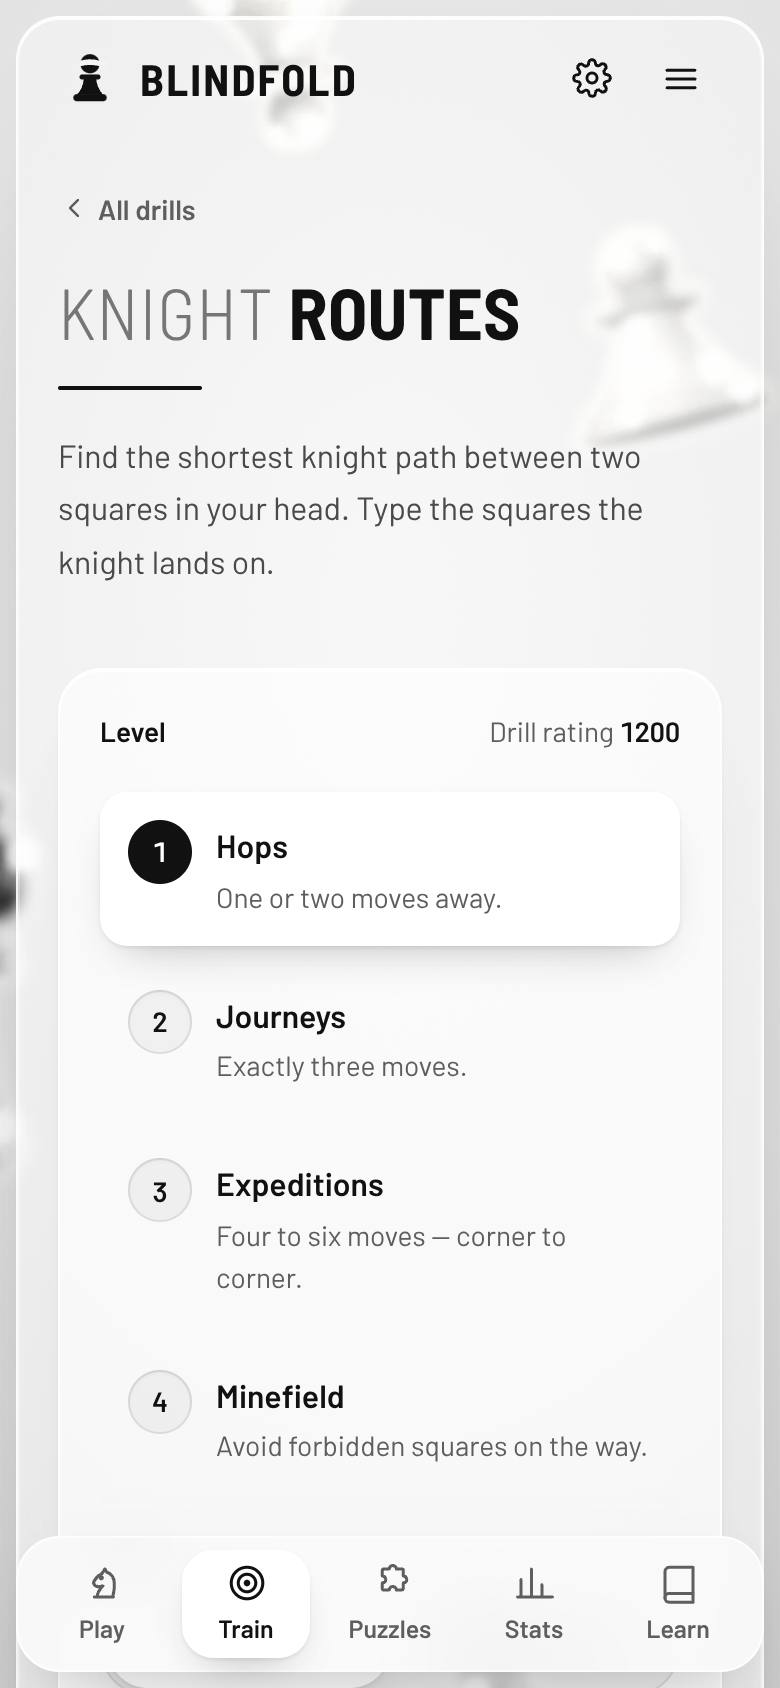 BLINDFOLD
All drills
KNIGHT ROUTES
Find the shortest knight path between two
squares in your head. Type the squares the
knight lands on.
Level Drill rating 1200
1 Hops
One or two moves away.
2 Journeys
Exactly three moves.
3 Expeditions
Four to six moves — corner to
corner.
4 Minefield
Avoid forbidden squares on the way.
Play Train Puzzles Stats Learn